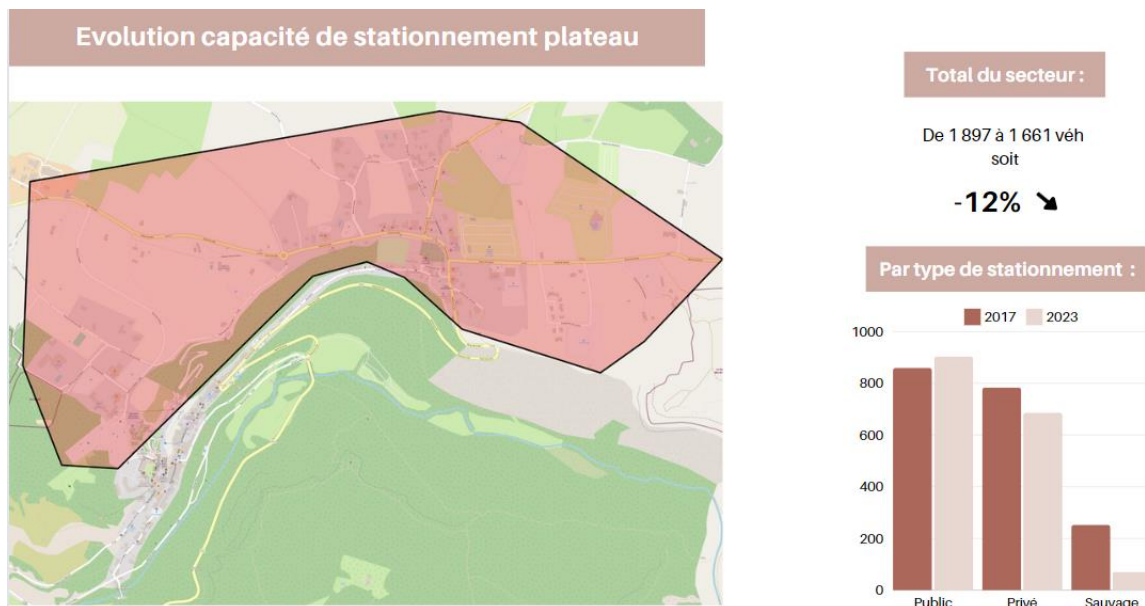 Evolution capacité de stationnement plateau
Total du secteur :
De 1 897 à 1 661 véh
soit
-12% ➘
Par type de stationnement :
2017 2023
1000
800
600
400
200
0
Public Privé Sauvage